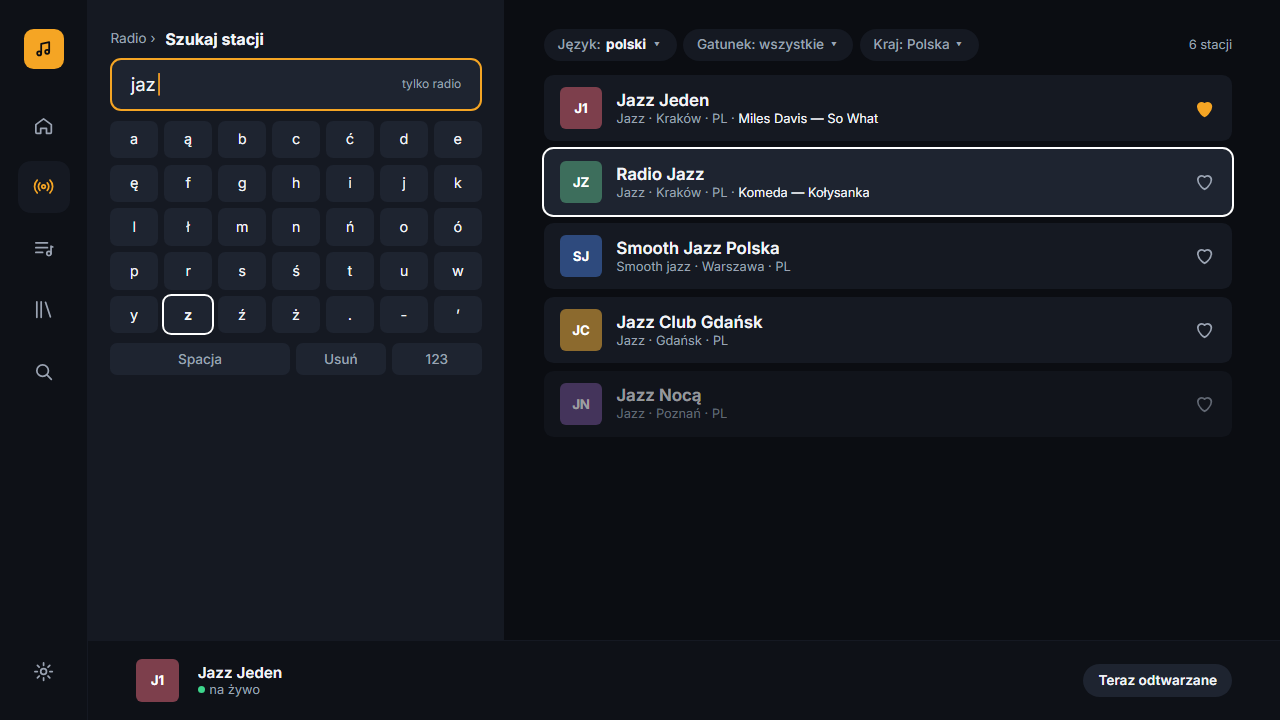 Radio › Szukaj stacji
jaz tylko radio
a ą b c ć d e
ę f g h i j k
l ł m n ń o ó
p r s ś t u w
y z ź ż . - ’
Spacja Usuń 123
Język: polski Gatunek: wszystkie Kraj: Polska 6 stacji
J1 Jazz Jeden
Jazz · Kraków · PL · Miles Davis — So What
JZ Radio Jazz
Jazz · Kraków · PL · Komeda — Kołysanka
SJ Smooth Jazz Polska
Smooth jazz · Warszawa · PL
JC Jazz Club Gdańsk
Jazz · Gdańsk · PL
JN Jazz Nocą
Jazz · Poznań · PL
J1 Jazz Jeden
na żywo
Teraz odtwarzane